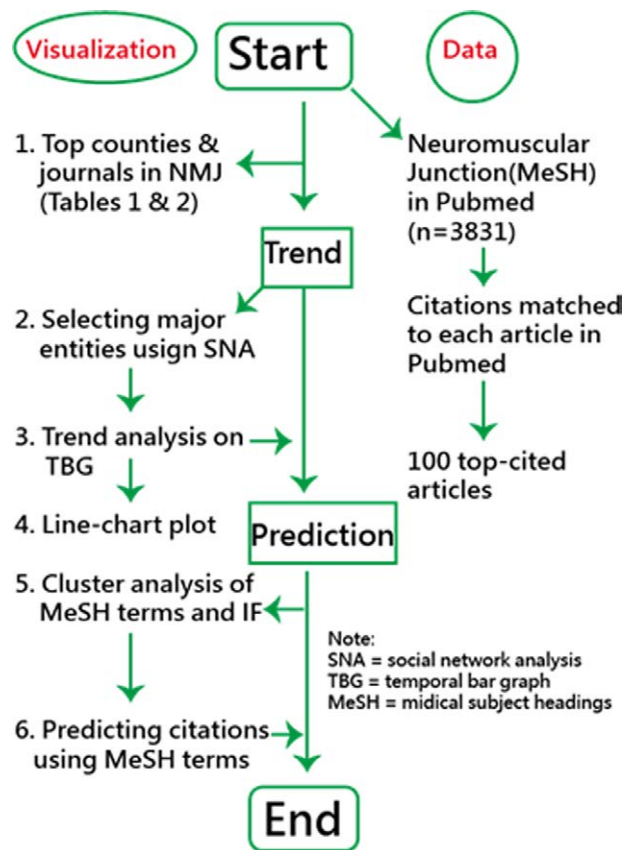 Visualization
Start
Data
1. Top counties &
journals in NMJ
(Tables 1 & 2)
Neuromuscular
Junction(MeSH)
in Pubmed
(n=3831)
Trend
2. Selecting major
entities usign SNA
Citations matched
to each article in
Pubmed
3. Trend analysis on
TBG
100 top-cited
articles
4. Line-chart plot
Prediction
5. Cluster analysis of
MeSH terms and IF
Note:
SNA = social network analysis
TBG = temporal bar graph
MeSH = midical subject headings
6. Predicting citations
using MeSH terms
End